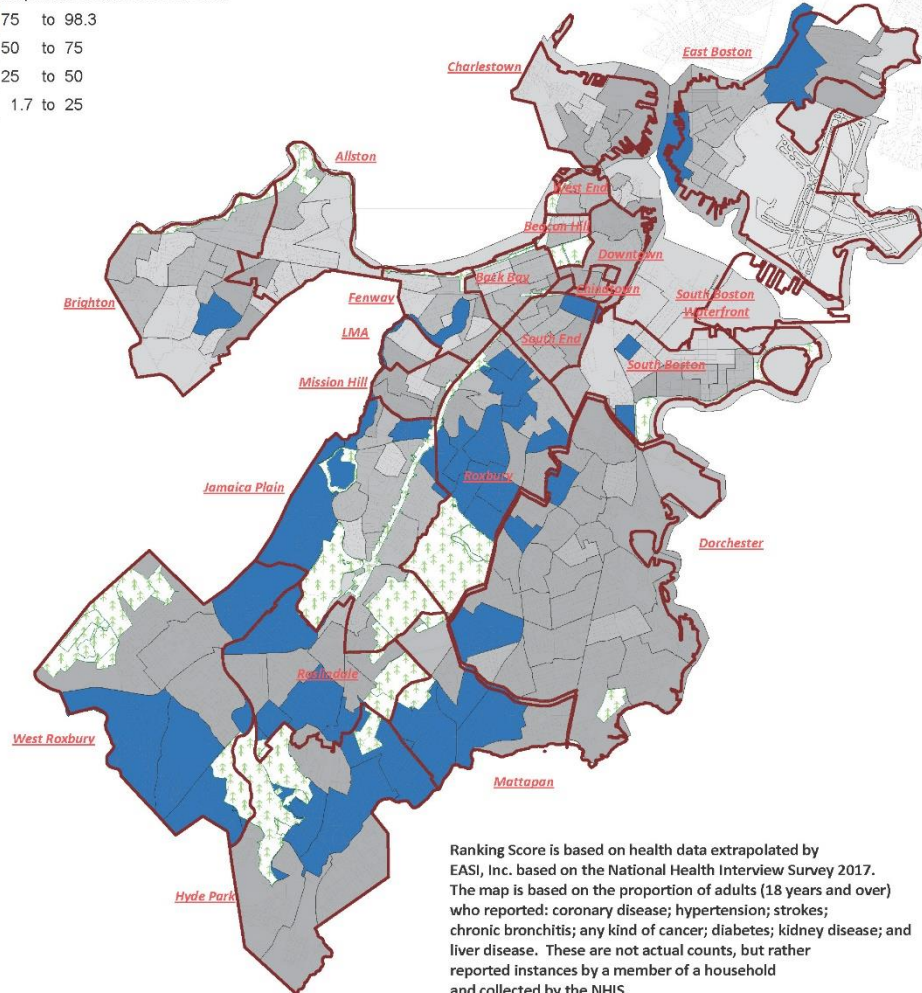 75 to 98.3
50 to 75
25 to 50
1.7 to 25
Charlestown
East Boston
Allston
West End
Beacon Hill
Downtown
Back Bay
Chinatown
Brighton
Fenway
South Boston
Waterfront
LMA
South End
South Boston
Mission Hill
Jamaica Plain
Roxbury
Dorchester
Roslindale
West Roxbury
Mattapan
Hyde Park
Ranking Score is based on health data extrapolated by
EASI, Inc. based on the National Health Interview Survey 2017.
The map is based on the proportion of adults (18 years and over)
who reported: coronary disease; hypertension; strokes;
chronic bronchitis; any kind of cancer; diabetes; kidney disease; and
liver disease. These are not actual counts, but rather
reported instances by a member of a household
and collected by the NHIS.